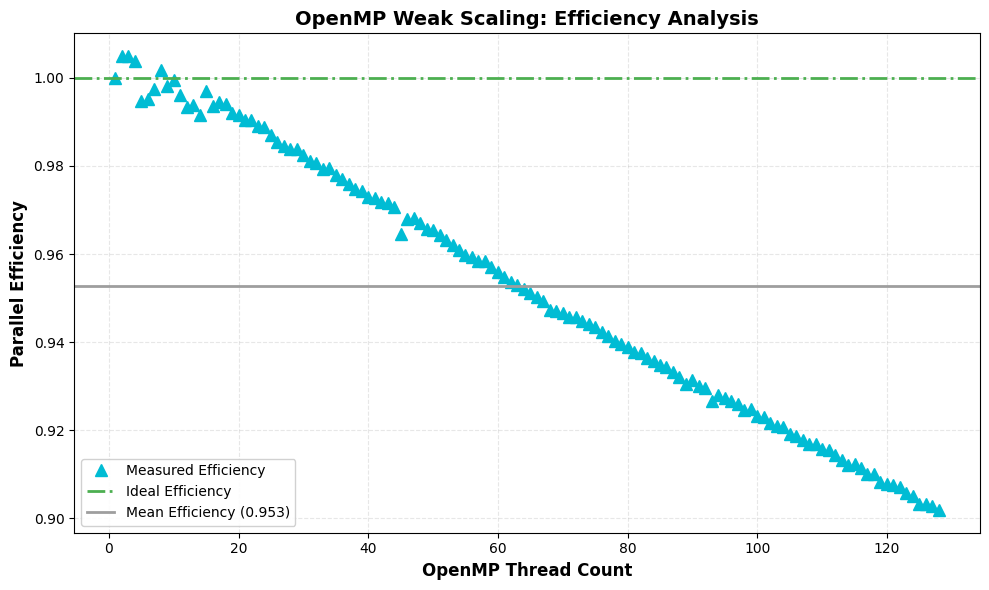 OpenMP Weak Scaling: Efficiency Analysis
Parallel Efficiency
1.00
0.98
0.96
0.94
0.92
0.90
Measured Efficiency
Ideal Efficiency
Mean Efficiency (0.953)
0 20 40 60 80 100 120
OpenMP Thread Count